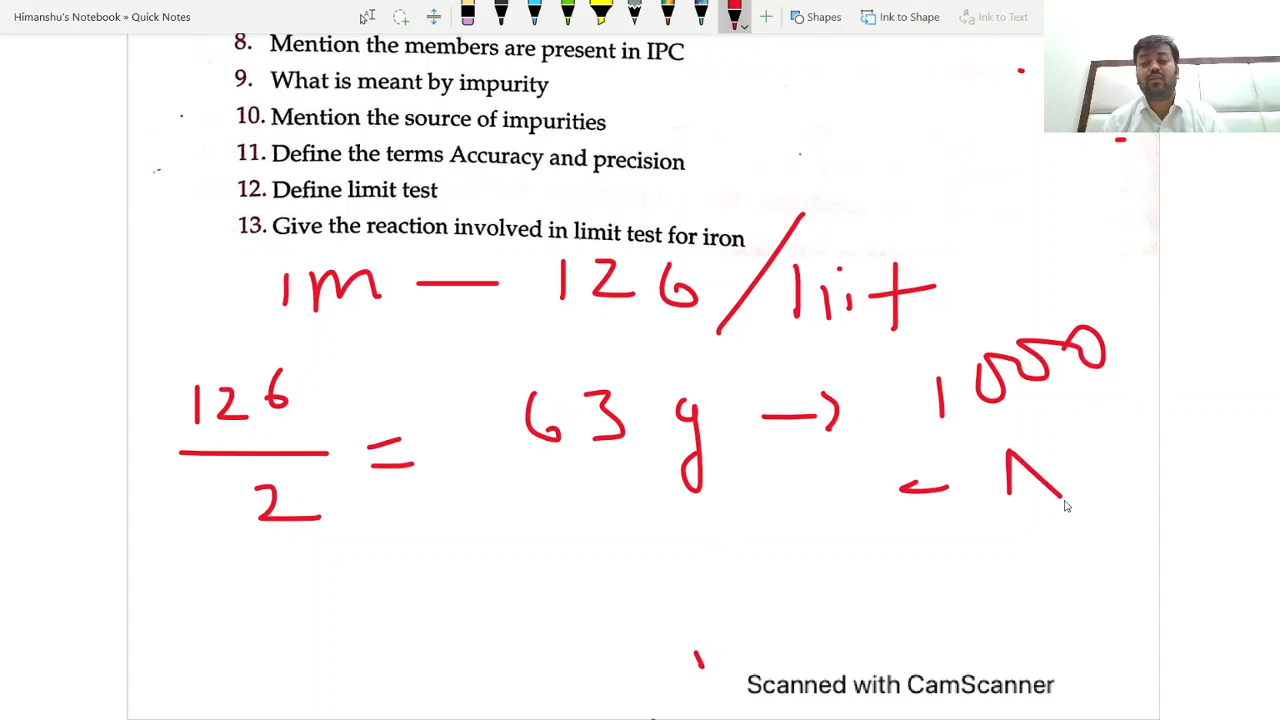 Himanshu's Notebook » Quick Notes
Shapes Ink to Shape Ink to Text
8. Mention the members are present in IPC
9. What is meant by impurity
10. Mention the source of impurities
11. Define the terms Accuracy and precision
12. Define limit test
13. Give the reaction involved in limit test for iron
1m — 126/liit
126
63 g → 1000
=
2
Scanned with CamScanner